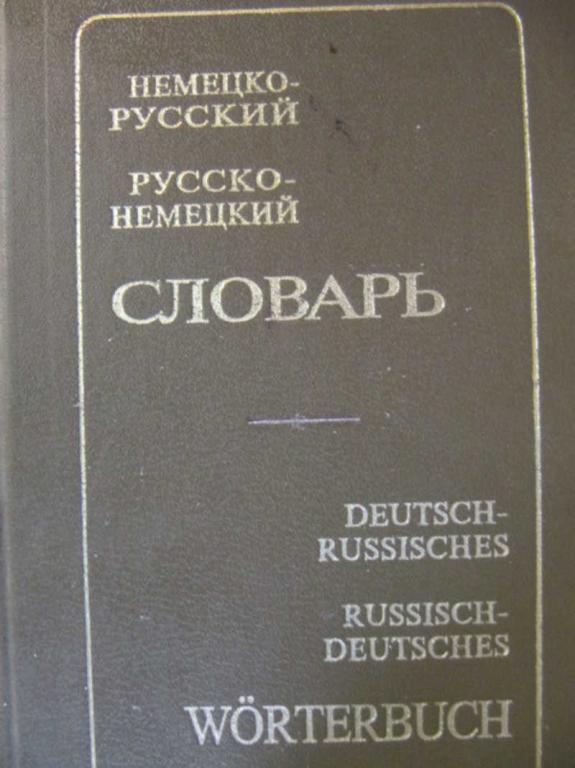 НЕМЕЦКО-
РУССКИЙ
РУССКО-
НЕМЕЦКИЙ
СЛОВАРЬ
DEUTSCH-
RUSSISCHES
RUSSISCH-
DEUTSCHES
WÖRTERBUCH